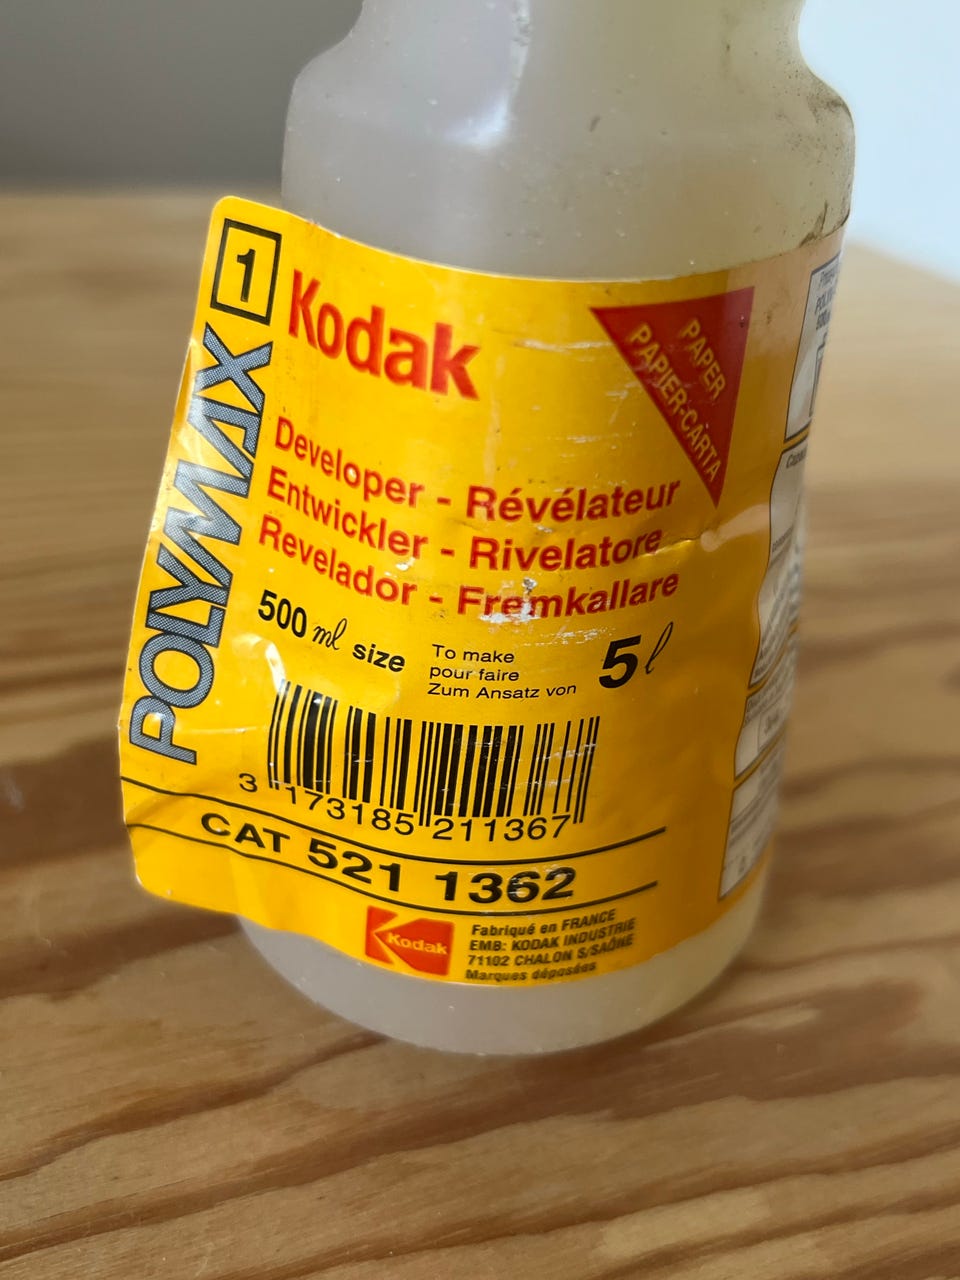 1
POLYMAX
Kodak
PAPER
PAPIER-CARTA
Developer - Révélateur
Entwickler - Rivelatore
Revelador - Fremkallare
500 ml size
To make
pour faire
Zum Ansatz von
5 l
3 173185 211367
CAT 521 1362
Kodak
Fabriqué en FRANCE
EMB: KODAK INDUSTRIE
71102 CHALON S/SAÔNE
Marques déposées